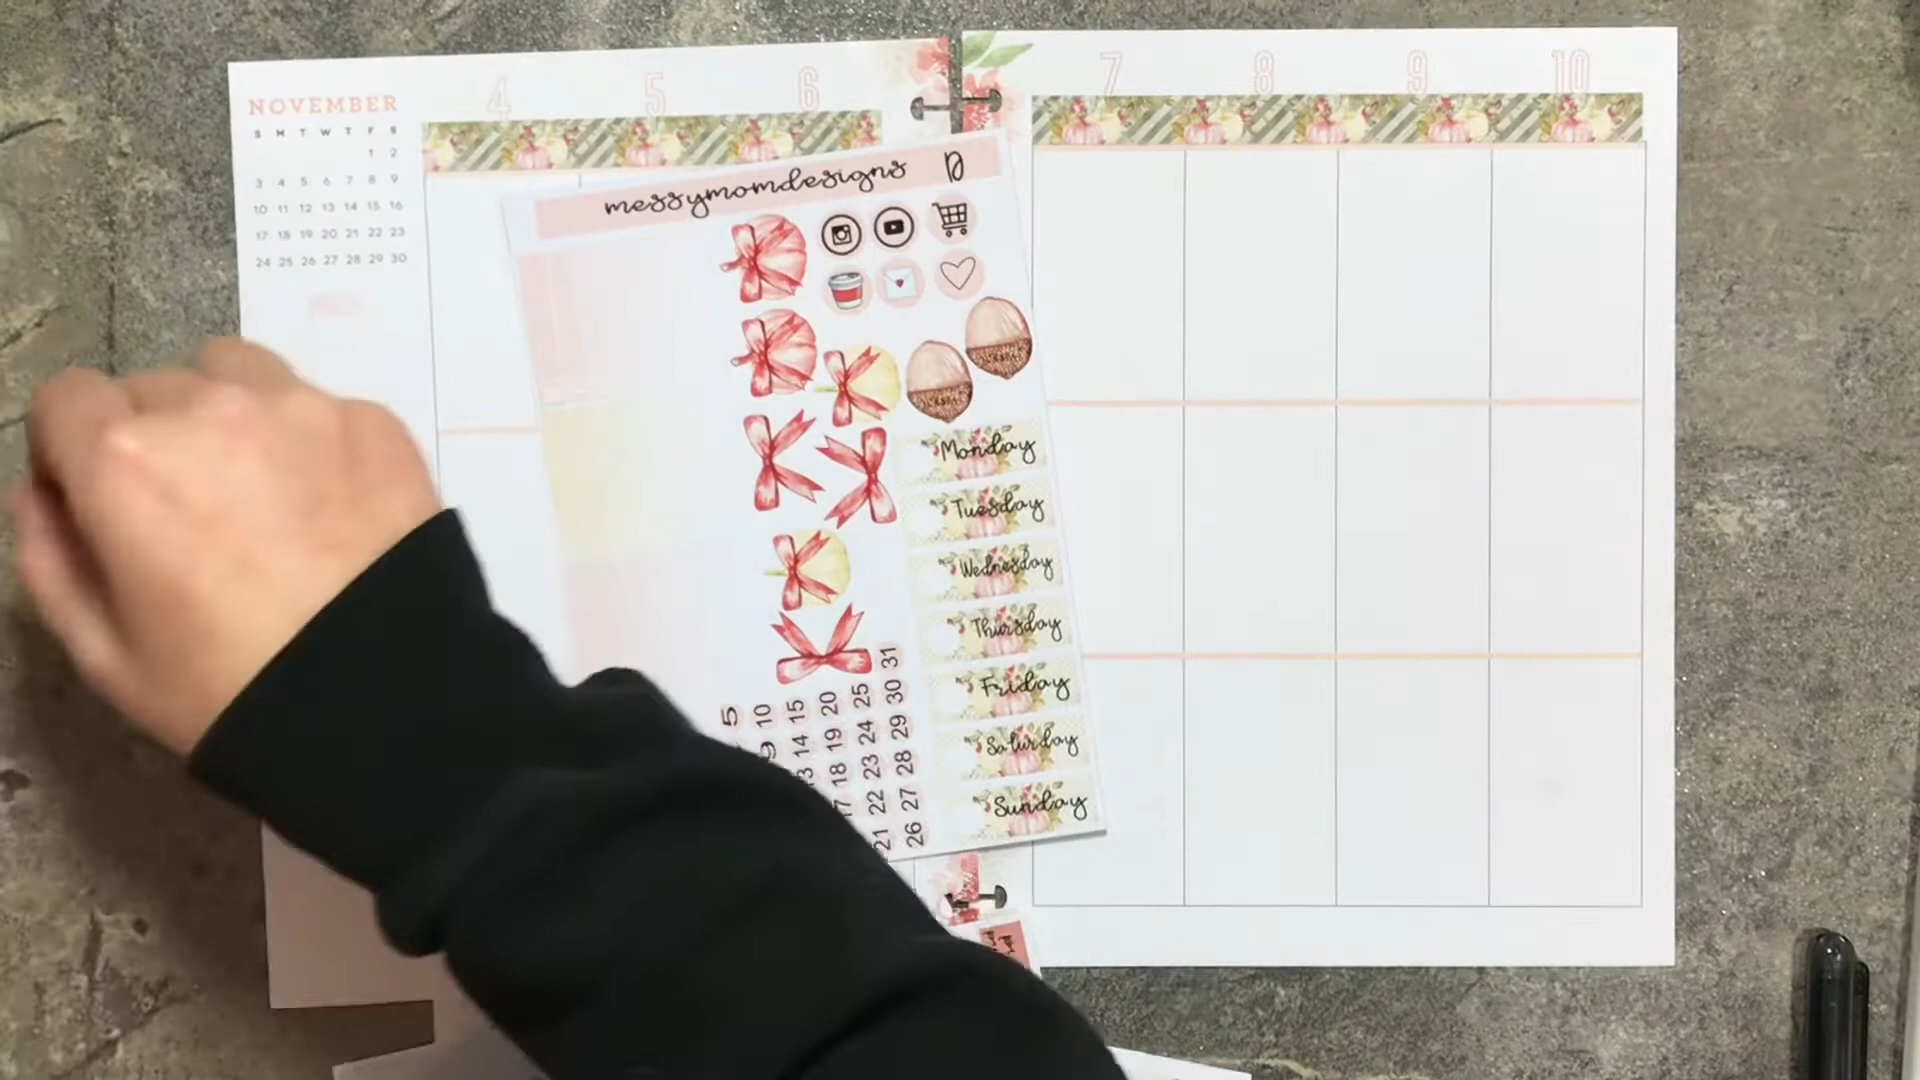 NOVEMBER
S M T W T F S
1 2
3 4 5 6 7 8 9
10 11 12 13 14 15 16
17 18 19 20 21 22 23
24 25 26 27 28 29 30
4 5 6
7 8 9 10
messymomdesigns D
Monday
Tuesday
Wednesday
Thursday
Friday
Saturday
Sunday
5
10 15 20 25 31
9 14 19 24 30
18 23 29
22 28
21 27
26